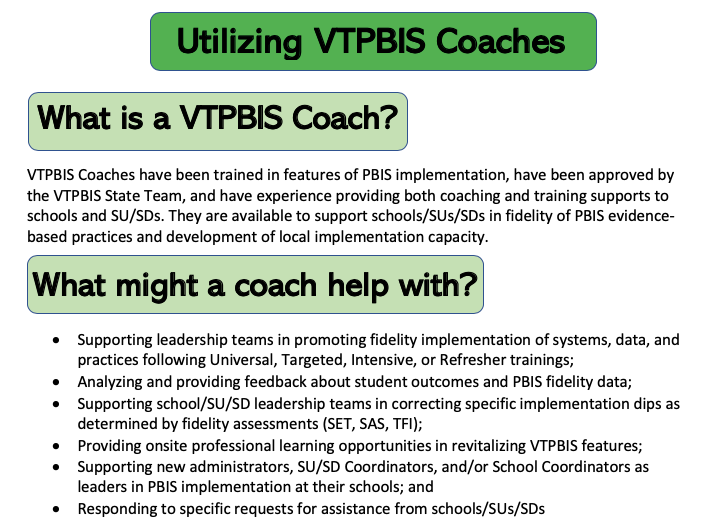 Utilizing VTPBIS Coaches
What is a VTPBIS Coach?
VTPBIS Coaches have been trained in features of PBIS implementation, have been approved by
the VTPBIS State Team, and have experience providing both coaching and training supports to
schools and SU/SDs. They are available to support schools/SUs/SDs in fidelity of PBIS evidence-
based practices and development of local implementation capacity.
What might a coach help with?
• Supporting leadership teams in promoting fidelity implementation of systems, data, and
practices following Universal, Targeted, Intensive, or Refresher trainings;
• Analyzing and providing feedback about student outcomes and PBIS fidelity data;
• Supporting school/SU/SD leadership teams in correcting specific implementation dips as
determined by fidelity assessments (SET, SAS, TFI);
• Providing onsite professional learning opportunities in revitalizing VTPBIS features;
• Supporting new administrators, SU/SD Coordinators, and/or School Coordinators as
leaders in PBIS implementation at their schools; and
• Responding to specific requests for assistance from schools/SUs/SDs